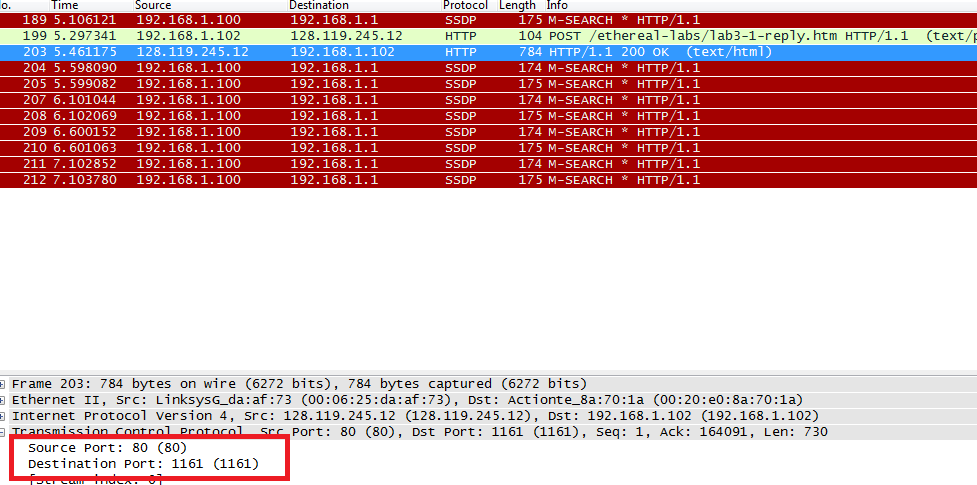 o. Time Source Destination Protocol Length Info
189 5.106121 192.168.1.100 192.168.1.1 SSDP 175 M-SEARCH * HTTP/1.1
199 5.297341 192.168.1.102 128.119.245.12 HTTP 104 POST /ethereal-labs/lab3-1-reply.htm HTTP/1.1 (text/p
203 5.461175 128.119.245.12 192.168.1.102 HTTP 784 HTTP/1.1 200 OK (text/html)
204 5.598090 192.168.1.100 192.168.1.1 SSDP 174 M-SEARCH * HTTP/1.1
205 5.599082 192.168.1.100 192.168.1.1 SSDP 175 M-SEARCH * HTTP/1.1
207 6.101044 192.168.1.100 192.168.1.1 SSDP 174 M-SEARCH * HTTP/1.1
208 6.102069 192.168.1.100 192.168.1.1 SSDP 175 M-SEARCH * HTTP/1.1
209 6.600152 192.168.1.100 192.168.1.1 SSDP 174 M-SEARCH * HTTP/1.1
210 6.601063 192.168.1.100 192.168.1.1 SSDP 175 M-SEARCH * HTTP/1.1
211 7.102852 192.168.1.100 192.168.1.1 SSDP 174 M-SEARCH * HTTP/1.1
212 7.103780 192.168.1.100 192.168.1.1 SSDP 175 M-SEARCH * HTTP/1.1
Frame 203: 784 bytes on wire (6272 bits), 784 bytes captured (6272 bits)
Ethernet II, Src: LinksysG_da:af:73 (00:06:25:da:af:73), Dst: Actionte_8a:70:1a (00:20:e0:8a:70:1a)
Internet Protocol Version 4, Src: 128.119.245.12 (128.119.245.12), Dst: 192.168.1.102 (192.168.1.102)
Transmission Control Protocol, Src Port: 80 (80), Dst Port: 1161 (1161), Seq: 1, Ack: 164091, Len: 730
Source Port: 80 (80)
Destination Port: 1161 (1161)
[Stream index: 0]